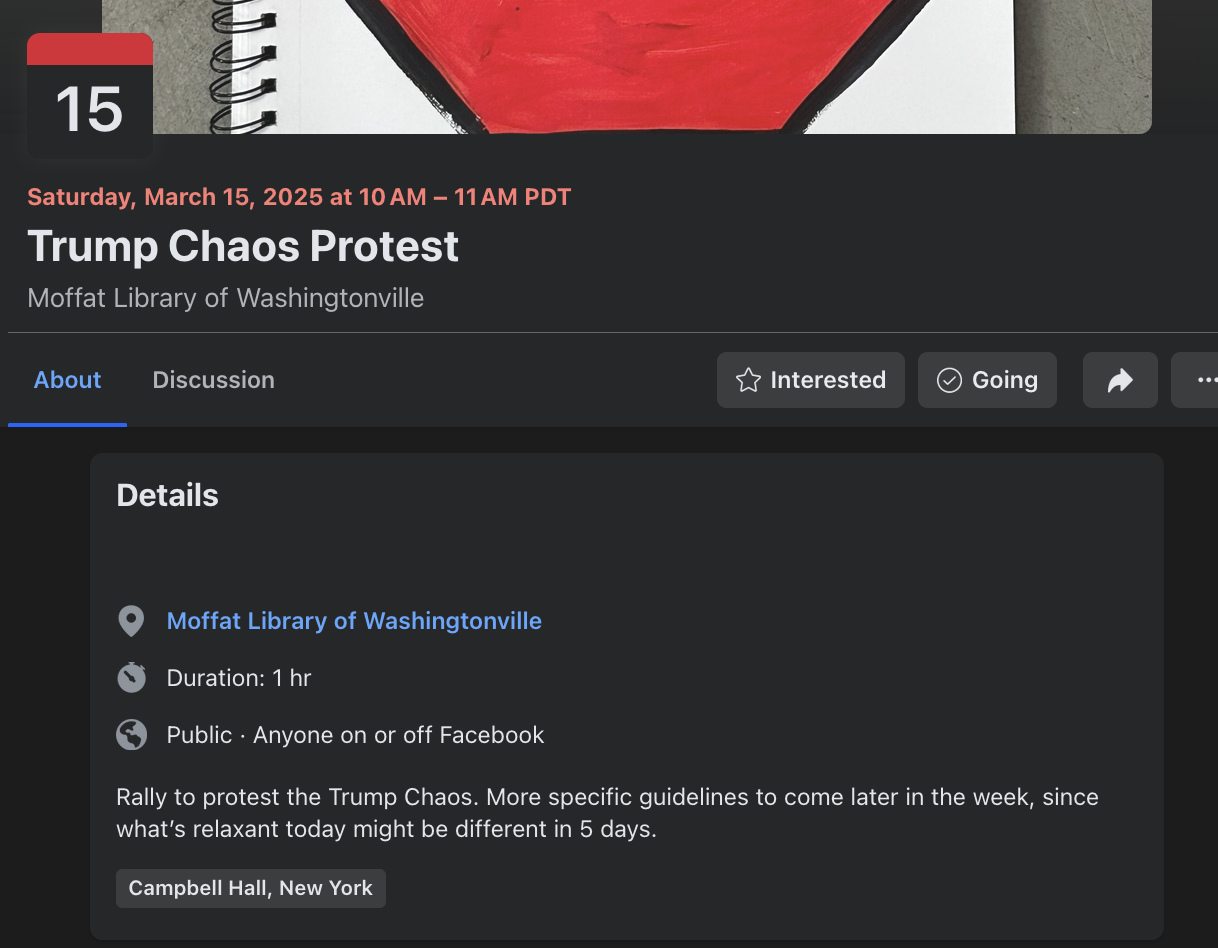 15
Saturday, March 15, 2025 at 10 AM – 11 AM PDT
Trump Chaos Protest
Moffat Library of Washingtonville
About
Discussion
Interested
Going
Details
Moffat Library of Washingtonville
Duration: 1 hr
Public · Anyone on or off Facebook
Rally to protest the Trump Chaos. More specific guidelines to come later in the week, since
what’s relaxant today might be different in 5 days.
Campbell Hall, New York